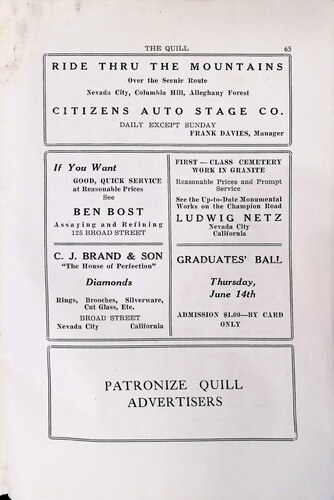 THE QUILL 65
RIDE THRU THE MOUNTAINS
Over the Scenic Route
Nevada City, Columbia Hill, Alleghany Forest
CITIZENS AUTO STAGE CO.
DAILY EXCEPT SUNDAY
FRANK DAVIES, Manager
If You Want
GOOD, QUICK SERVICE
at Reasonable Prices
See
BEN BOST
Assaying and Refining
125 BROAD STREET
FIRST — CLASS CEMETERY
WORK IN GRANITE
Reasonable Prices and Prompt
Service
See the Up-to-Date Monumental
Works on the Champion Road
LUDWIG NETZ
Nevada City
California
C. J. BRAND & SON
"The House of Perfection"
Diamonds
Rings, Brooches, Silverware,
Cut Glass, Etc.
BROAD STREET
Nevada City California
GRADUATES' BALL
Thursday,
June 14th
ADMISSION $1.00—BY CARD
ONLY
PATRONIZE QUILL
ADVERTISERS